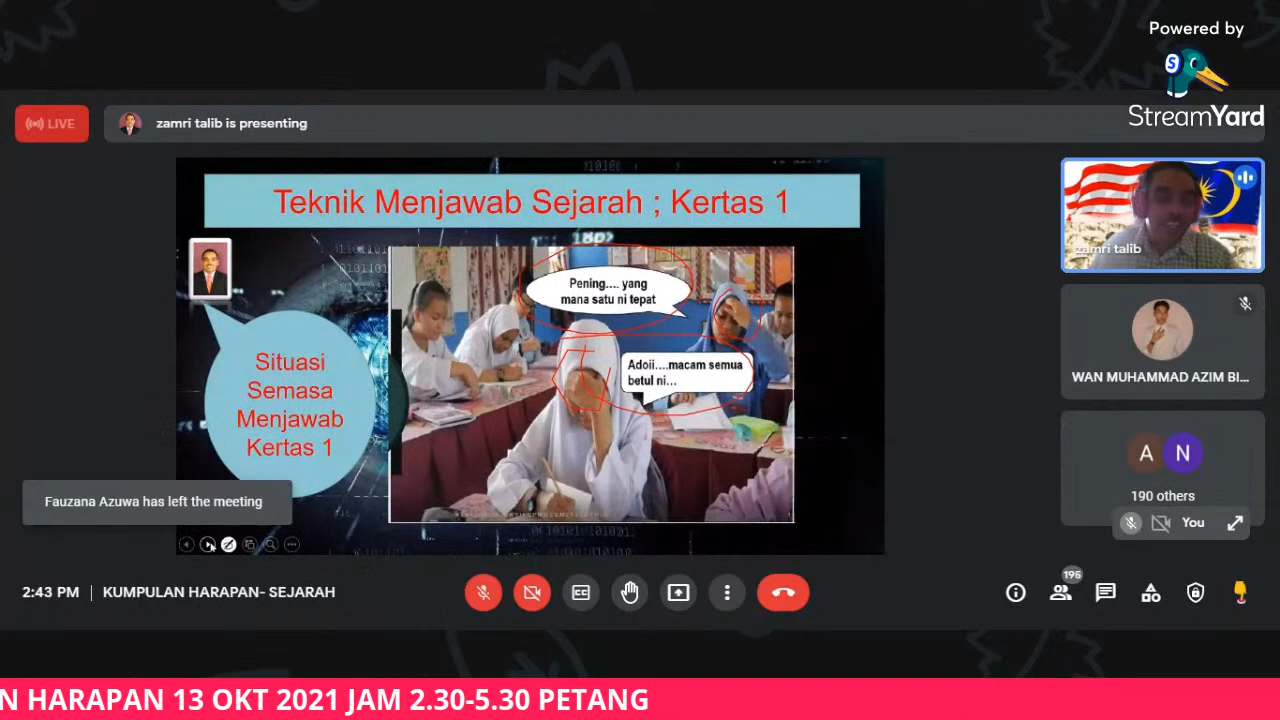 Powered by
StreamYard
LIVE
zamri talib is presenting
Teknik Menjawab Sejarah ; Kertas 1
Pening.... yang
mana satu ni tepat
Adoii....macam semua
betul ni...
Situasi
Semasa
Menjawab
Kertas 1
Fauzana Azuwa has left the meeting
zamri talib
WAN MUHAMMAD AZIM BI...
A
N
190 others
You
2:43 PM
KUMPULAN HARAPAN- SEJARAH
195
N HARAPAN 13 OKT 2021 JAM 2.30-5.30 PETANG